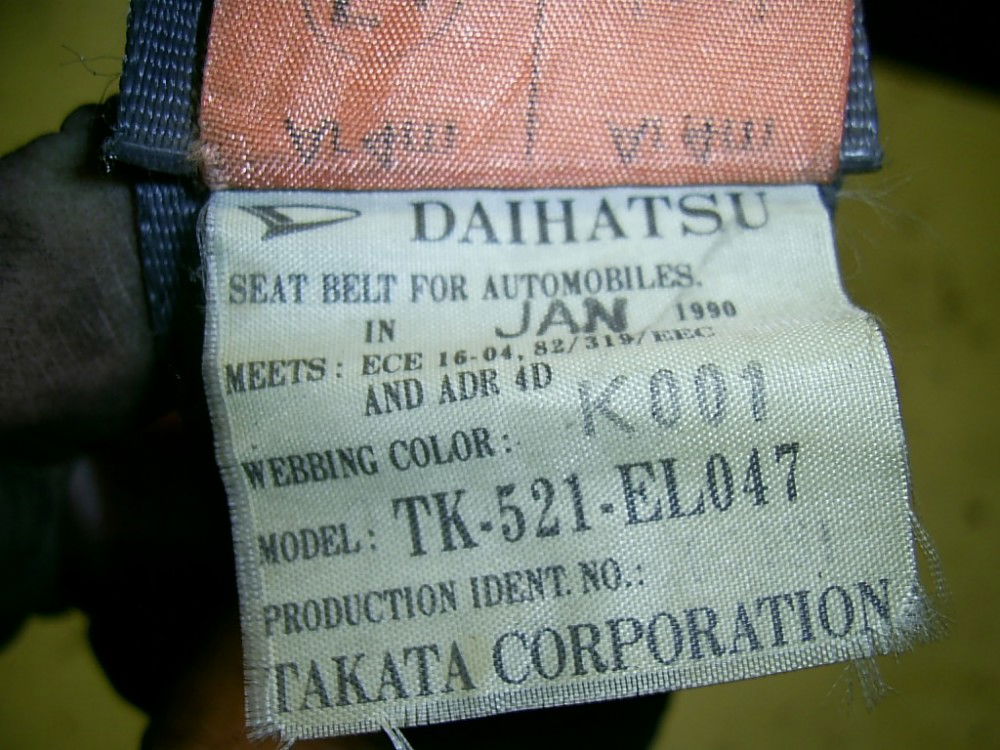 DAIHATSU
SEAT BELT FOR AUTOMOBILES.
IN JAN 1990
MEETS: ECE 16-04, 82/319/EEC
AND ADR 4D
WEBBING COLOR: K001
MODEL: TK-521-EL047
PRODUCTION IDENT. NO.:
TAKATA CORPORATION